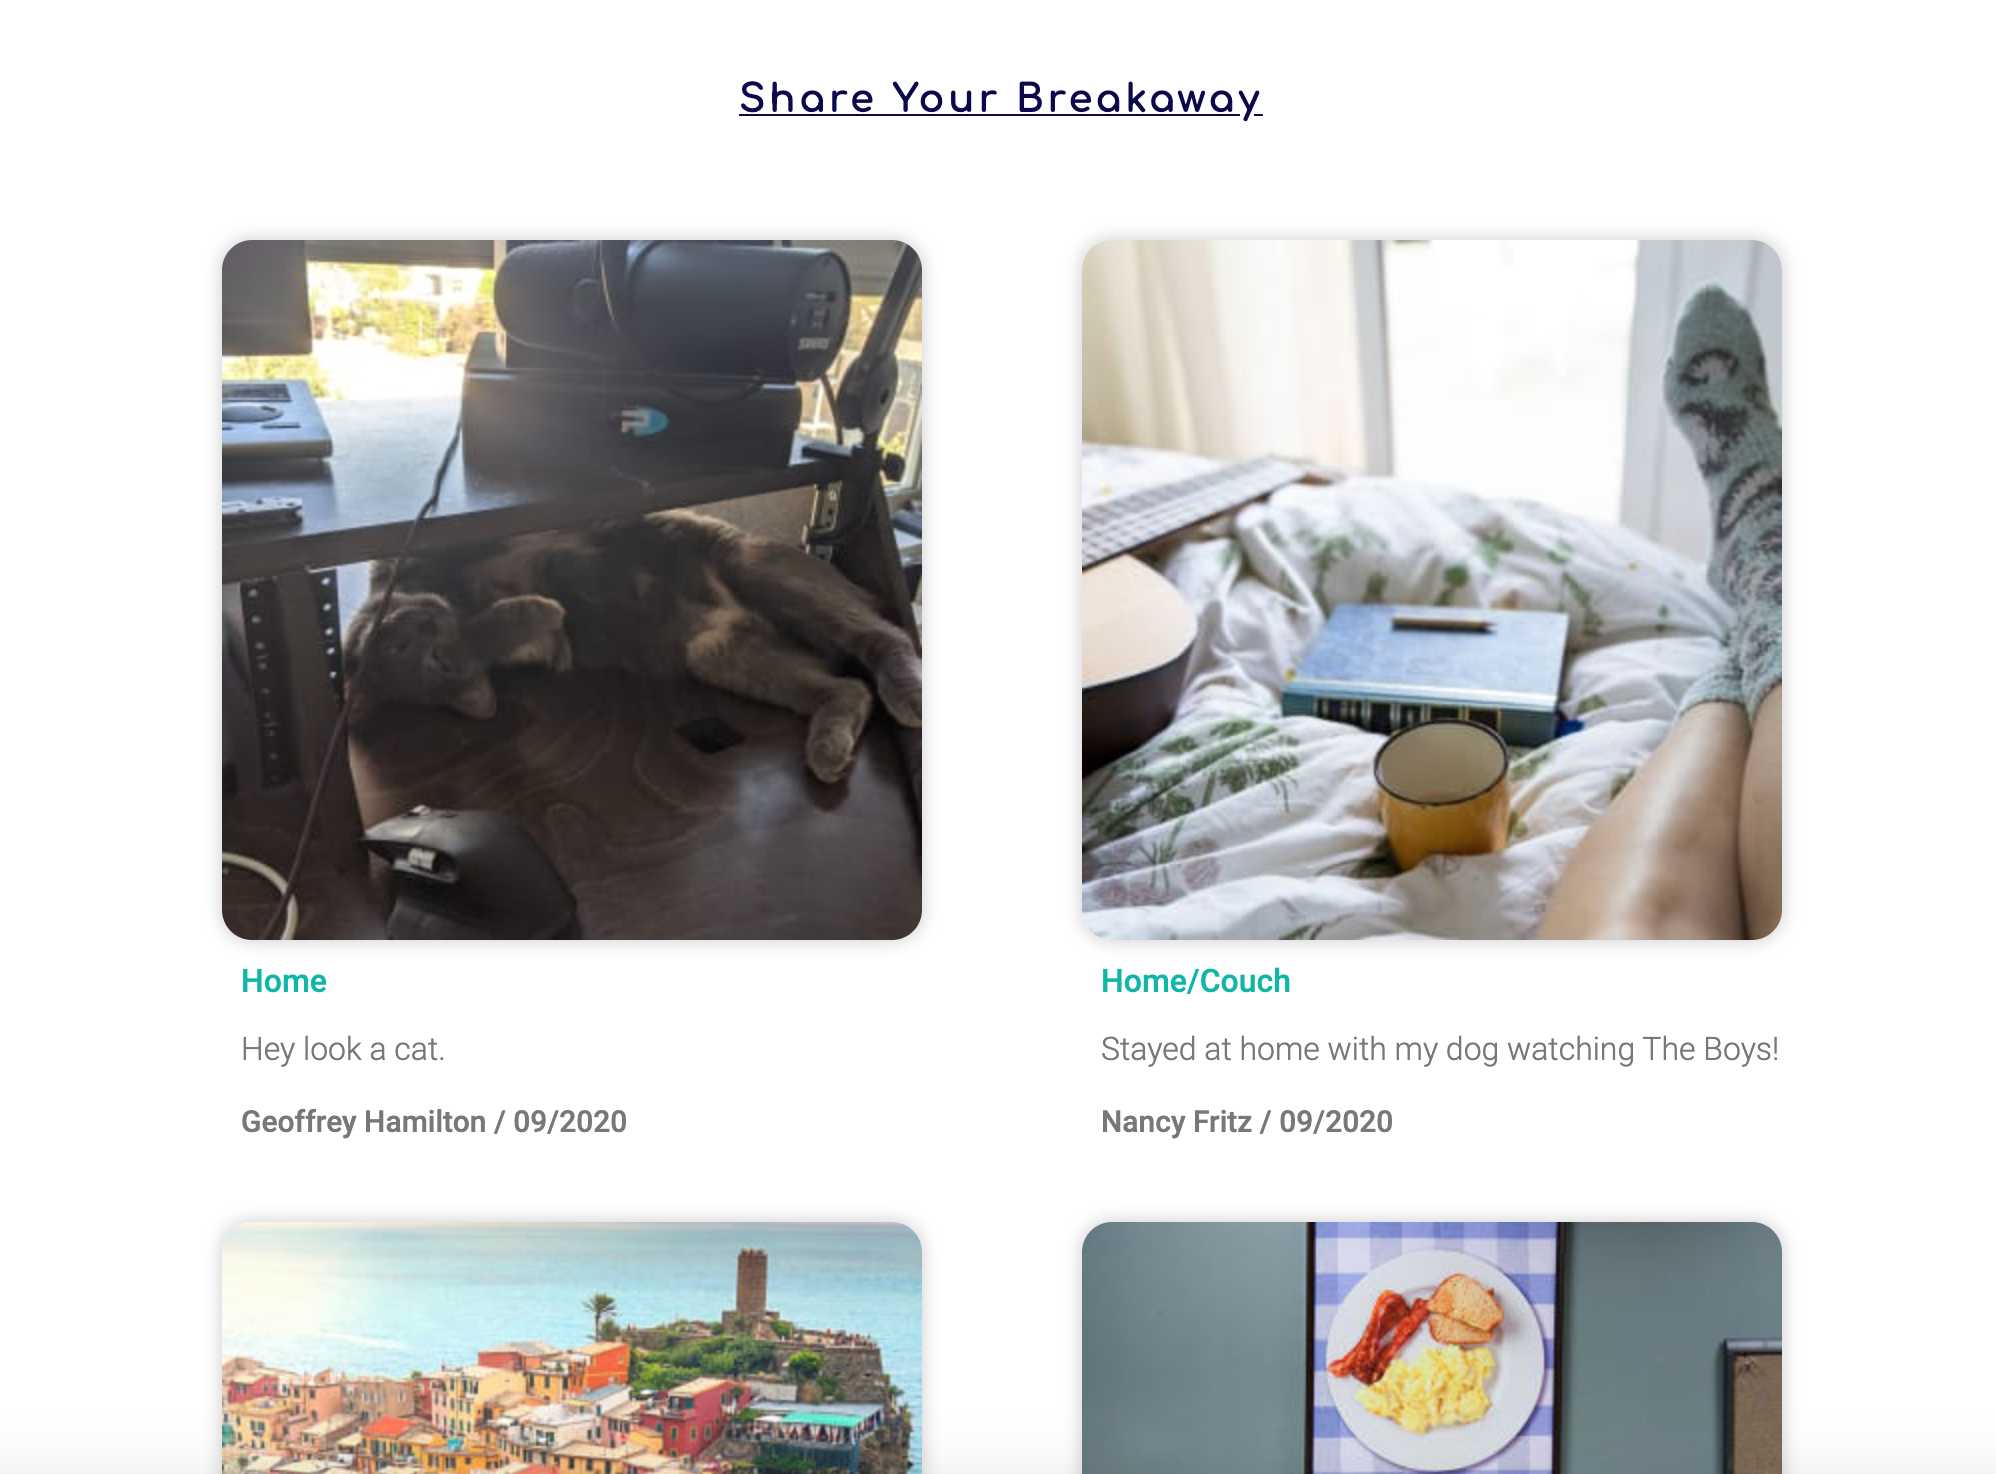 Share Your Breakaway
Home
Hey look a cat.
Geoffrey Hamilton / 09/2020
Home/Couch
Stayed at home with my dog watching The Boys!
Nancy Fritz / 09/2020